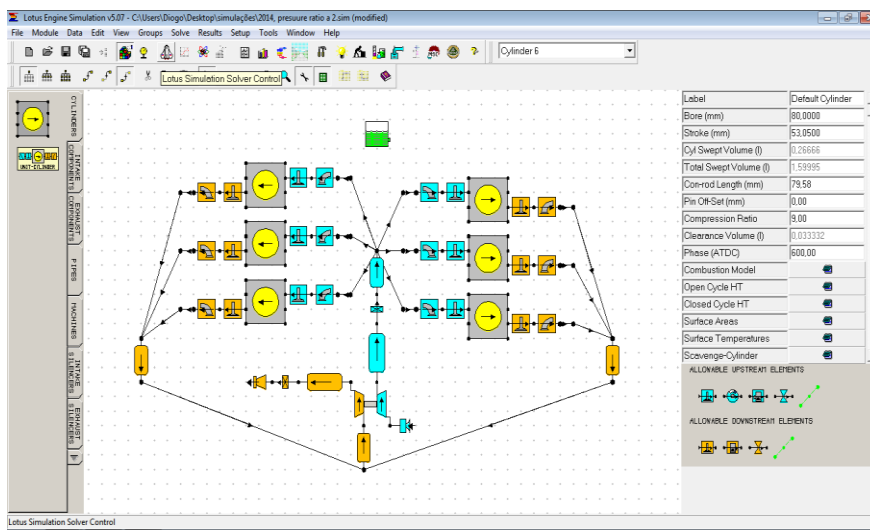 Lotus Engine Simulation v5.07 - C:\Users\Diogo\Desktop\simulações\2014, presuure ratio a 2.sim (modified)
File Module Data Edit View Groups Solve Results Setup Tools Window Help
Cylinder 6
Lotus Simulation Solver Control
CYLINDERS
INTAKE COMPONENTS
EXHAUST COMPONENTS
PIPES
MACHINES
INTAKE SILENCERS
EXHAUST SILENCERS
UNIT-CYLINDER
Label Default Cylinder
Bore (mm) 80,0000
Stroke (mm) 53,0500
Cyl Swept Volume (l) 0,26666
Total Swept Volume (l) 1,59995
Con-rod Length (mm) 79,58
Pin Off-Set (mm) 0,00
Compression Ratio 9,00
Clearance Volume (l) 0,033332
Phase (ATDC) 600,00
Combustion Model
Open Cycle HT
Closed Cycle HT
Surface Areas
Surface Temperatures
Scavenge-Cylinder
ALLOWABLE UPSTREAM ELEMENTS
ALLOWABLE DOWNSTREAM ELEMENTS
Lotus Simulation Solver Control